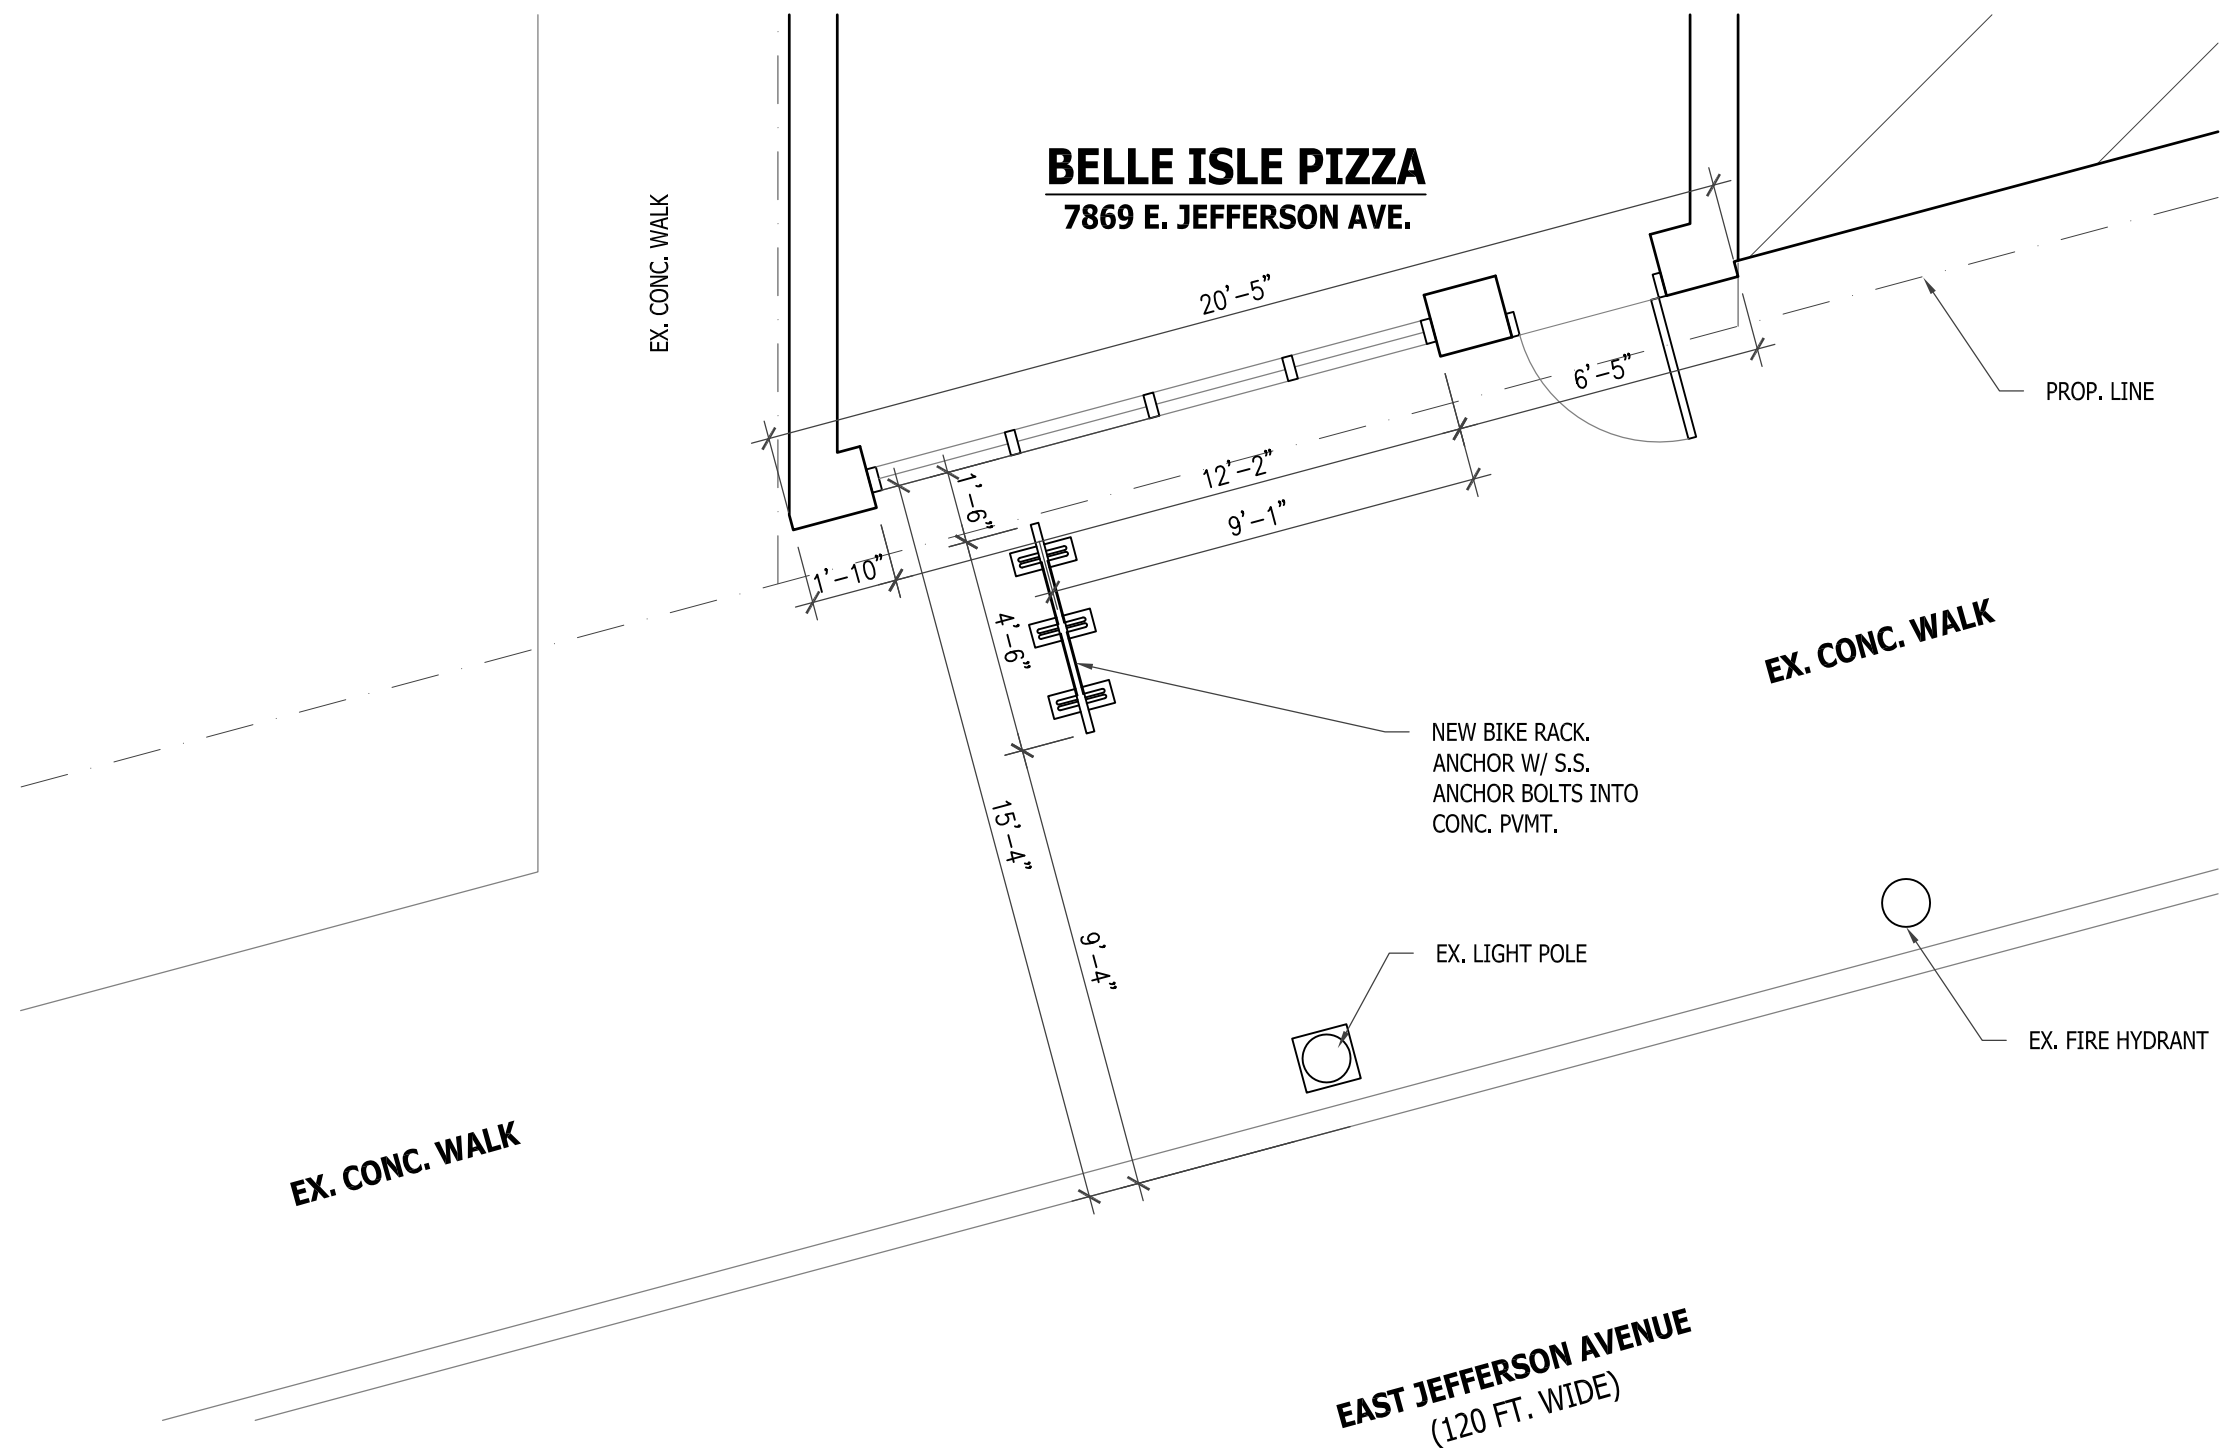 EX. CONC. WALK
BELLE ISLE PIZZA
7869 E. JEFFERSON AVE.
20'-5"
6'-5"
PROP. LINE
12'-2"
1'-6"
9'-1"
1'-10"
4'-6"
EX. CONC. WALK
NEW BIKE RACK.
ANCHOR W/ S.S.
ANCHOR BOLTS INTO
CONC. PVMT.
15'-4"
9'-4"
EX. LIGHT POLE
EX. FIRE HYDRANT
EX. CONC. WALK
EAST JEFFERSON AVENUE
(120 FT. WIDE)